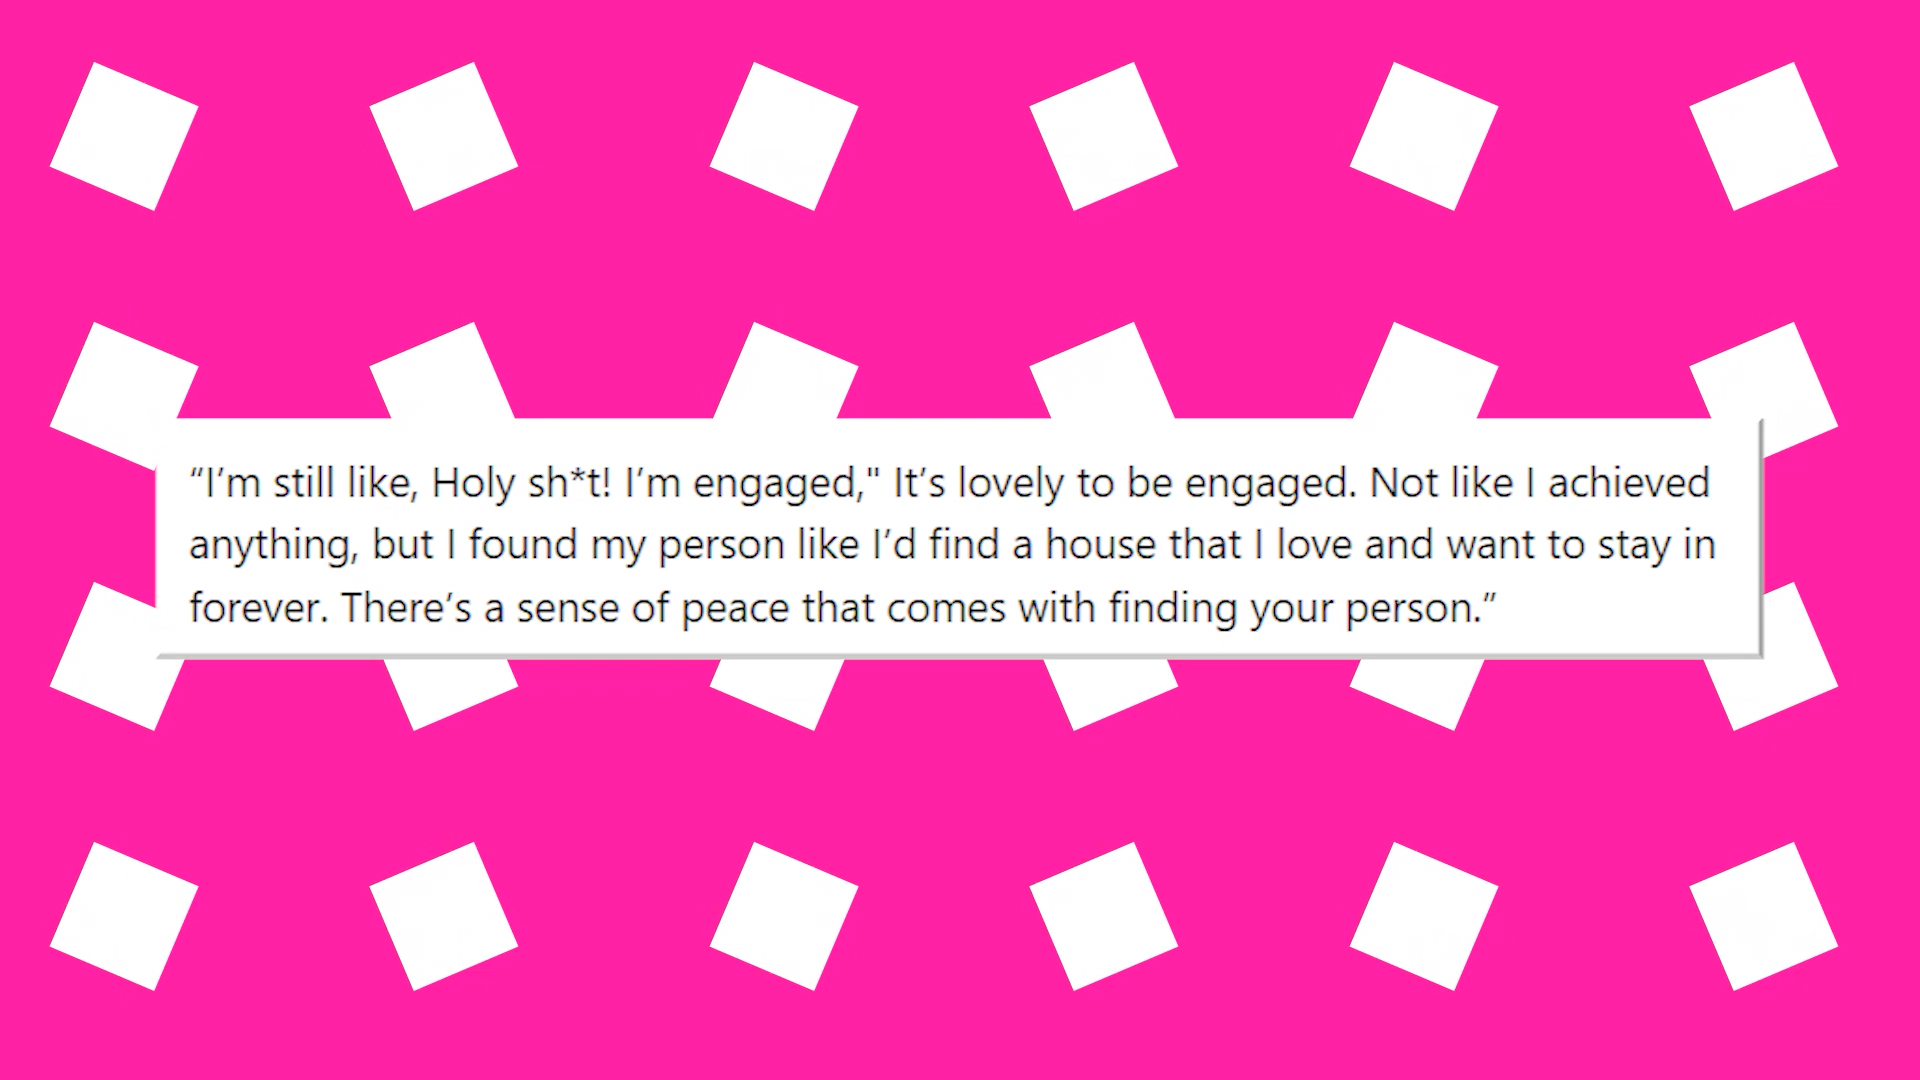 “I’m still like, Holy sh*t! I’m engaged," It’s lovely to be engaged. Not like I achieved
anything, but I found my person like I’d find a house that I love and want to stay in
forever. There’s a sense of peace that comes with finding your person.”